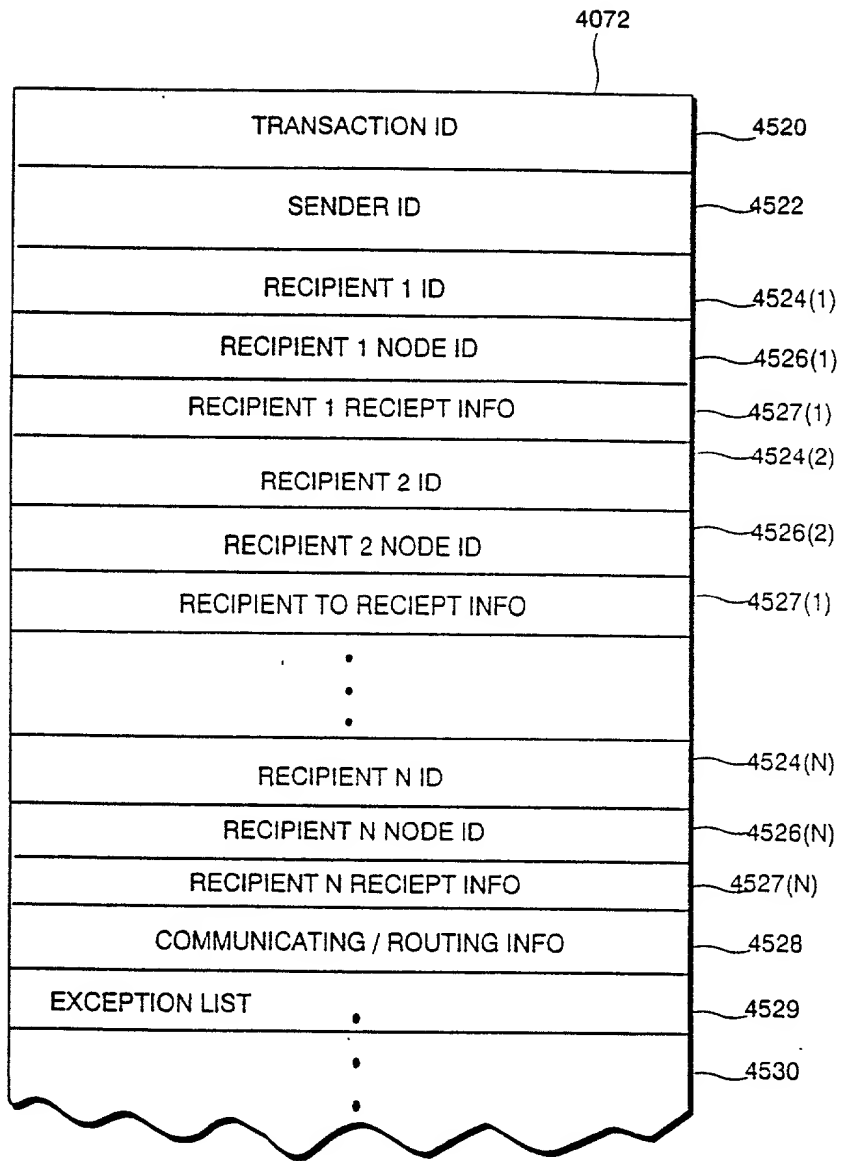 4072
TRANSACTION ID 4520
SENDER ID 4522
RECIPIENT 1 ID 4524(1)
RECIPIENT 1 NODE ID 4526(1)
RECIPIENT 1 RECIEPT INFO 4527(1)
RECIPIENT 2 ID 4524(2)
RECIPIENT 2 NODE ID 4526(2)
RECIPIENT TO RECIEPT INFO 4527(1)
RECIPIENT N ID 4524(N)
RECIPIENT N NODE ID 4526(N)
RECIPIENT N RECIEPT INFO 4527(N)
COMMUNICATING / ROUTING INFO 4528
EXCEPTION LIST 4529
4530